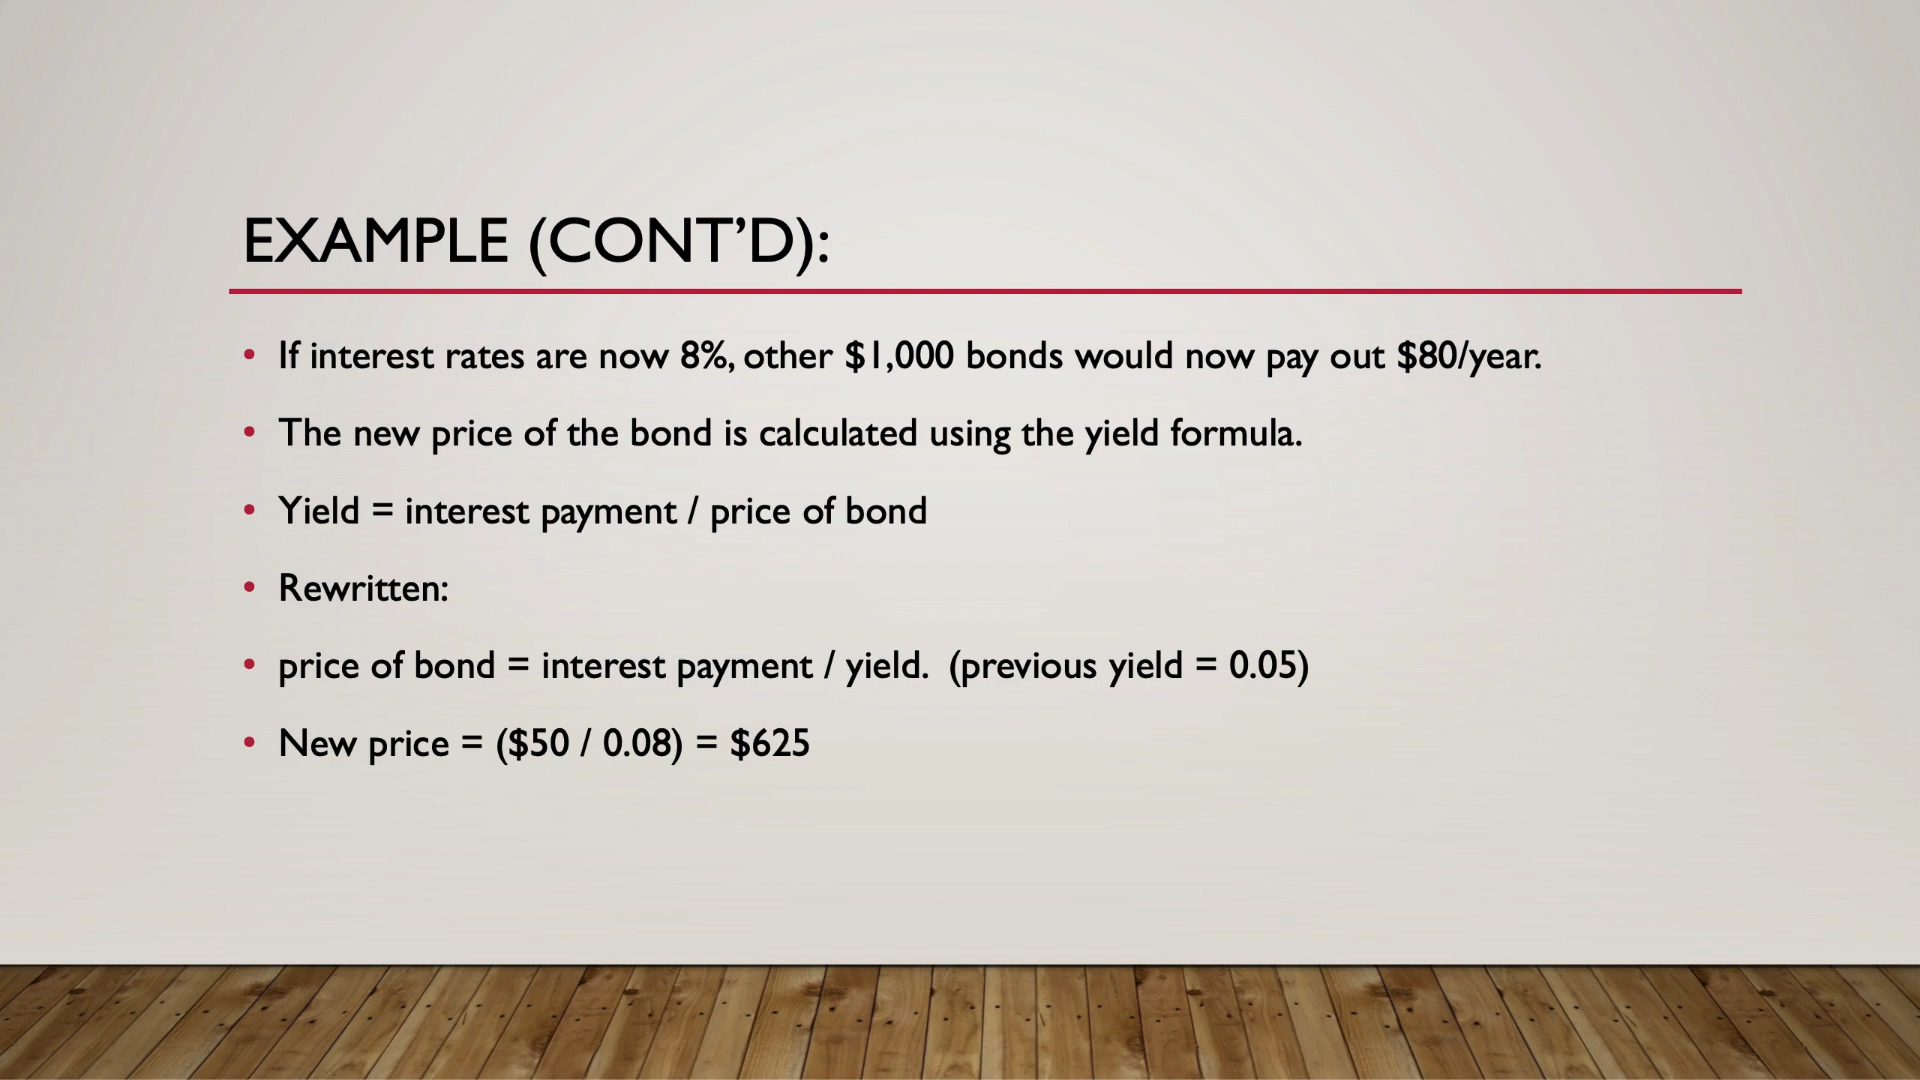 EXAMPLE (CONT’D):
• If interest rates are now 8%, other $1,000 bonds would now pay out $80/year.
• The new price of the bond is calculated using the yield formula.
• Yield = interest payment / price of bond
• Rewritten:
• price of bond = interest payment / yield.  (previous yield = 0.05)
• New price = ($50 / 0.08) = $625